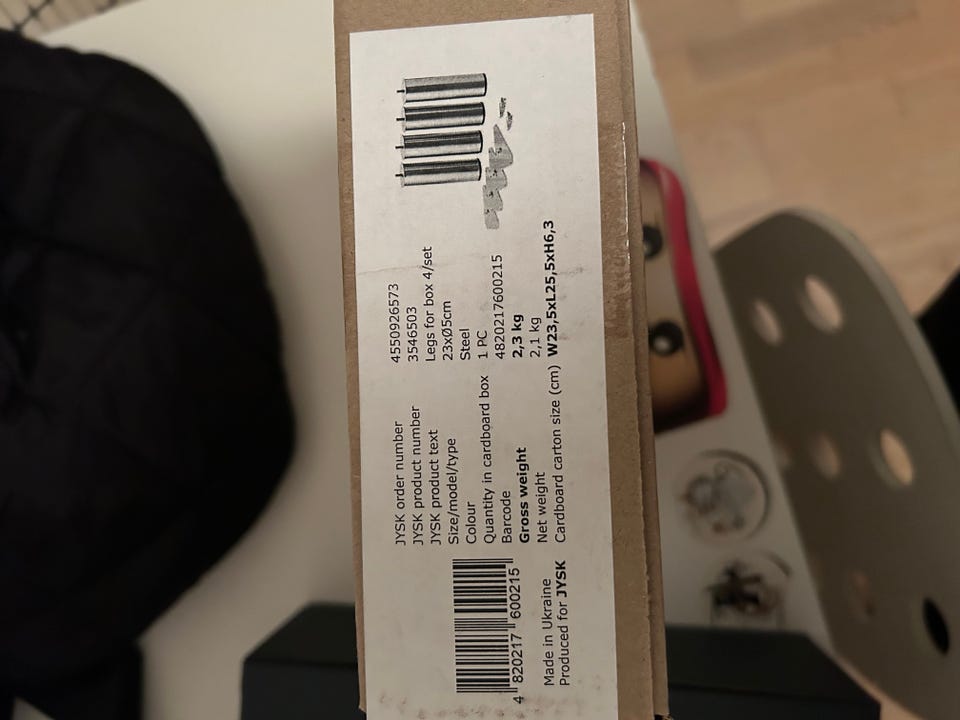 JYSK order number 4550926573
JYSK product number 3546503
JYSK product text Legs for box 4/set
Size/model/type 23xØ5cm
Colour Steel
Quantity in cardboard box 1 PC
Barcode 4820217600215
Gross weight 2,3 kg
Net weight 2,1 kg
Cardboard carton size (cm) W23,5xL25,5xH6,3
4 820217 600215
Made in Ukraine
Produced for JYSK